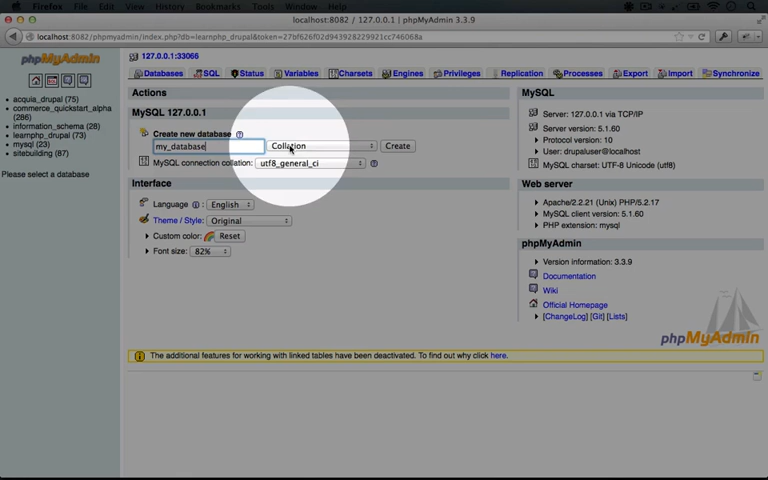 Firefox File Edit View History Bookmarks Tools Window Help
localhost:8082 / 127.0.0.1 | phpMyAdmin 3.3.9
localhost:8082/phpmyadmin/index.php?db=learnphp_drupal&token=27bf626f02d943928229921cc746068a
phpMyAdmin
acquia_drupal (75)
commerce_quickstart_alpha
(286)
information_schema (28)
learnphp_drupal (73)
mysql (23)
sitebuilding (87)
Please select a database
127.0.0.1:33066
Databases SQL Status Variables Charsets Engines Privileges Replication Processes Export Import Synchronize
Actions
MySQL 127.0.0.1
Create new database
my_database Collation Create
MySQL connection collation: utf8_general_ci
Interface
Language : English
Theme / Style: Original
Custom color: Reset
Font size: 82%
MySQL
Server: 127.0.0.1 via TCP/IP
Server version: 5.1.60
Protocol version: 10
User: drupaluser@localhost
MySQL charset: UTF-8 Unicode (utf8)
Web server
Apache/2.2.21 (Unix) PHP/5.2.17
MySQL client version: 5.1.60
PHP extension: mysql
phpMyAdmin
Version information: 3.3.9
Documentation
Wiki
Official Homepage
[ChangeLog] [Git] [Lists]
phpMyAdmin
The additional features for working with linked tables have been deactivated. To find out why click here.